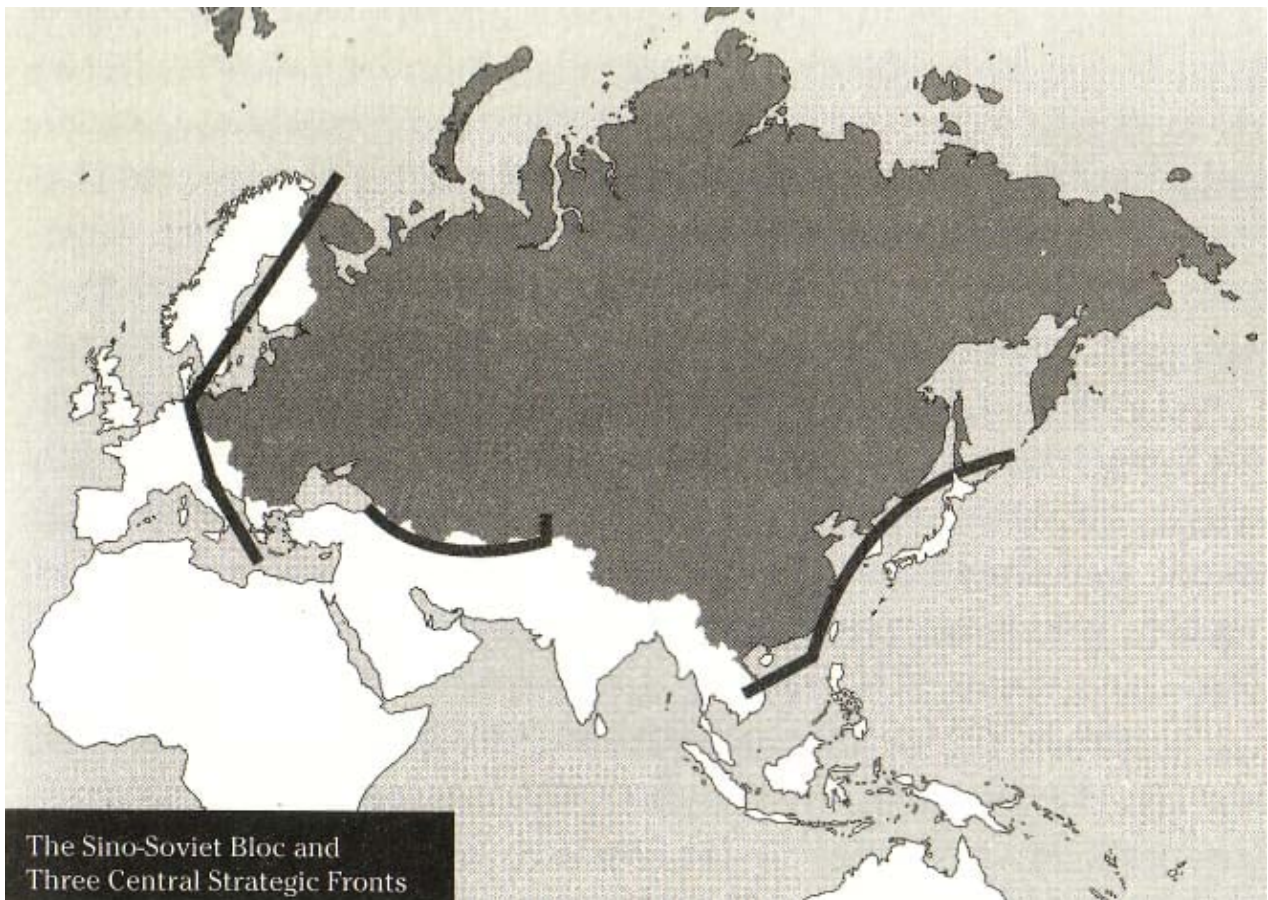 The Sino-Soviet Bloc and
Three Central Strategic Fronts